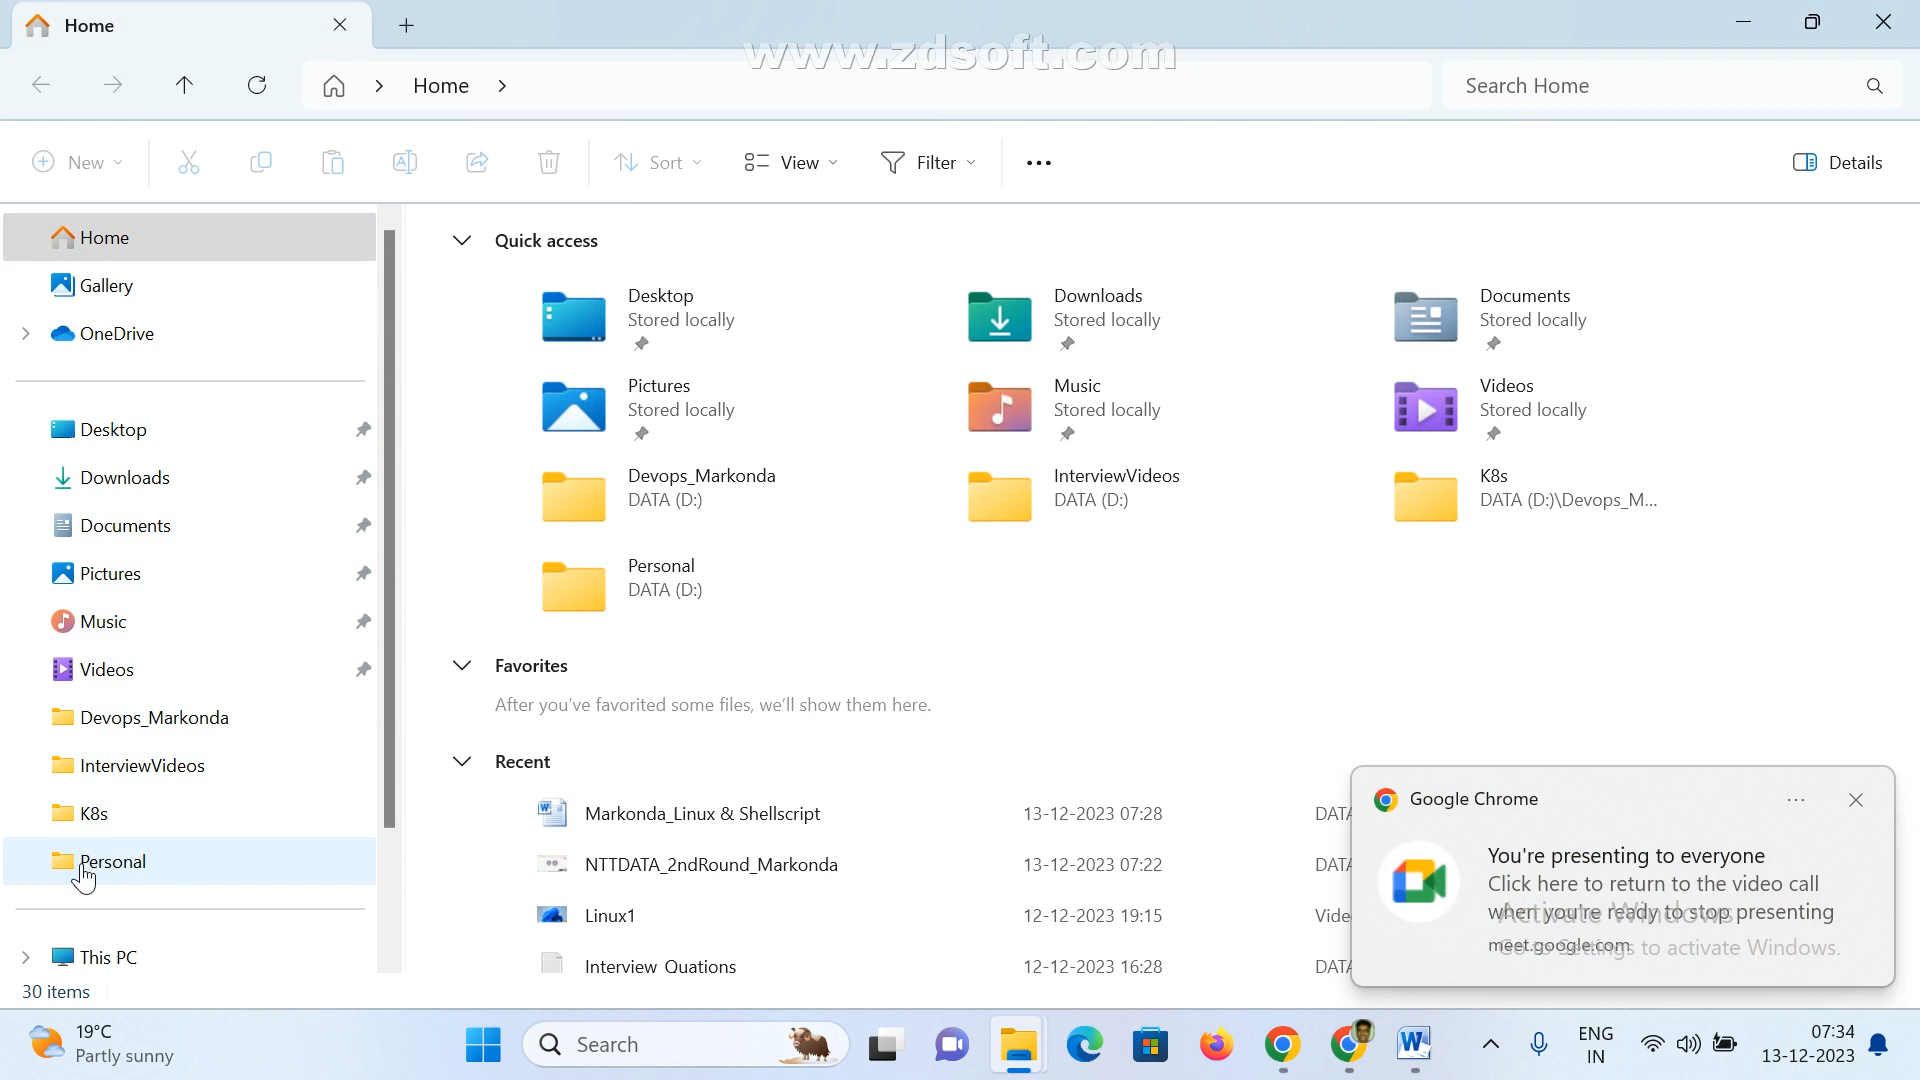 Home
www.zdsoft.com
Home
Search Home
New
Sort
View
Filter
Details
Home
Gallery
OneDrive
Desktop
Downloads
Documents
Pictures
Music
Videos
Devops_Markonda
InterviewVideos
K8s
Personal
This PC
30 items
Quick access
Desktop
Stored locally
Downloads
Stored locally
Documents
Stored locally
Pictures
Stored locally
Music
Stored locally
Videos
Stored locally
Devops_Markonda
DATA (D:)
InterviewVideos
DATA (D:)
K8s
DATA (D:)\Devops_M...
Personal
DATA (D:)
Favorites
After you've favorited some files, we'll show them here.
Recent
Markonda_Linux & Shellscript 13-12-2023 07:28 DATA
NTTDATA_2ndRound_Markonda 13-12-2023 07:22 DATA
Linux1 12-12-2023 19:15 Vide
Interview Quations 12-12-2023 16:28 DATA
Google Chrome
You're presenting to everyone
Click here to return to the video call
when you're ready to stop presenting
meet.google.com
Activate Windows
Go to Settings to activate Windows.
19°C
Partly sunny
Search
ENG
IN
07:34
13-12-2023